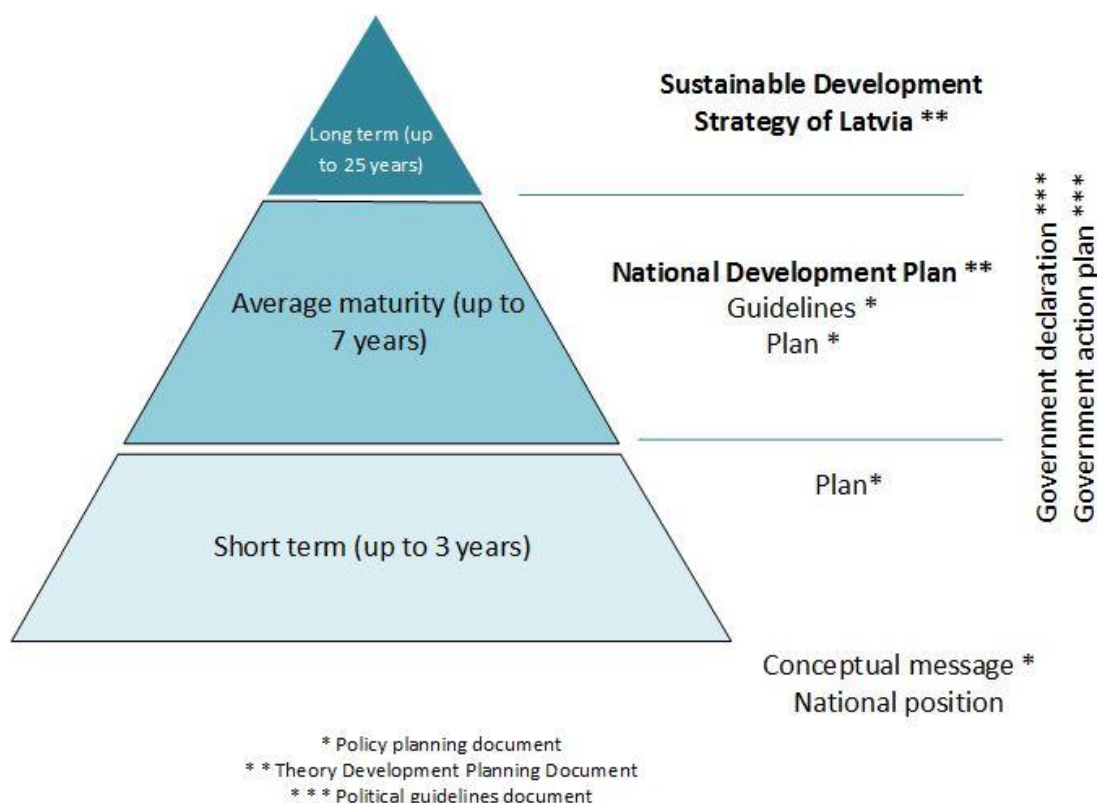 Long term (up
to 25 years)
Sustainable Development
Strategy of Latvia **
Average maturity (up to
7 years)
National Development Plan **
Guidelines *
Plan *
Short term (up to 3 years)
Plan*
Government declaration ***
Government action plan ***
Conceptual message *
National position
* Policy planning document
* * Theory Development Planning Document
* * * Political guidelines document